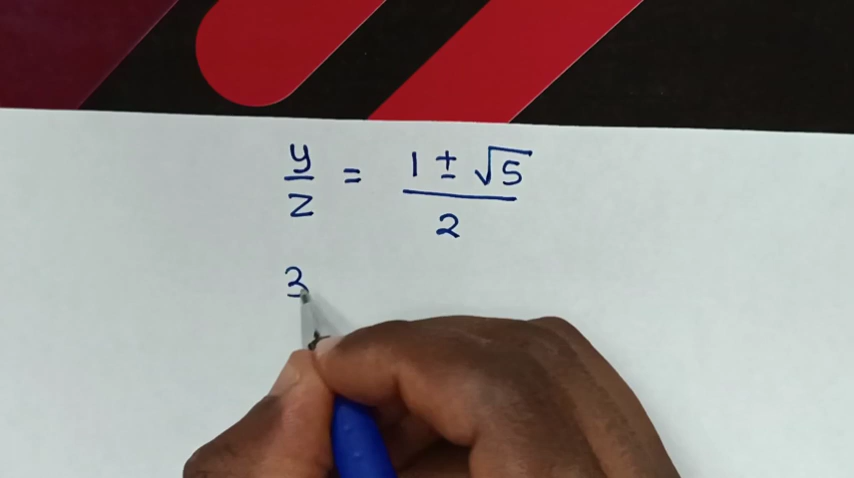 y/z = (1 ± √5)/2
3